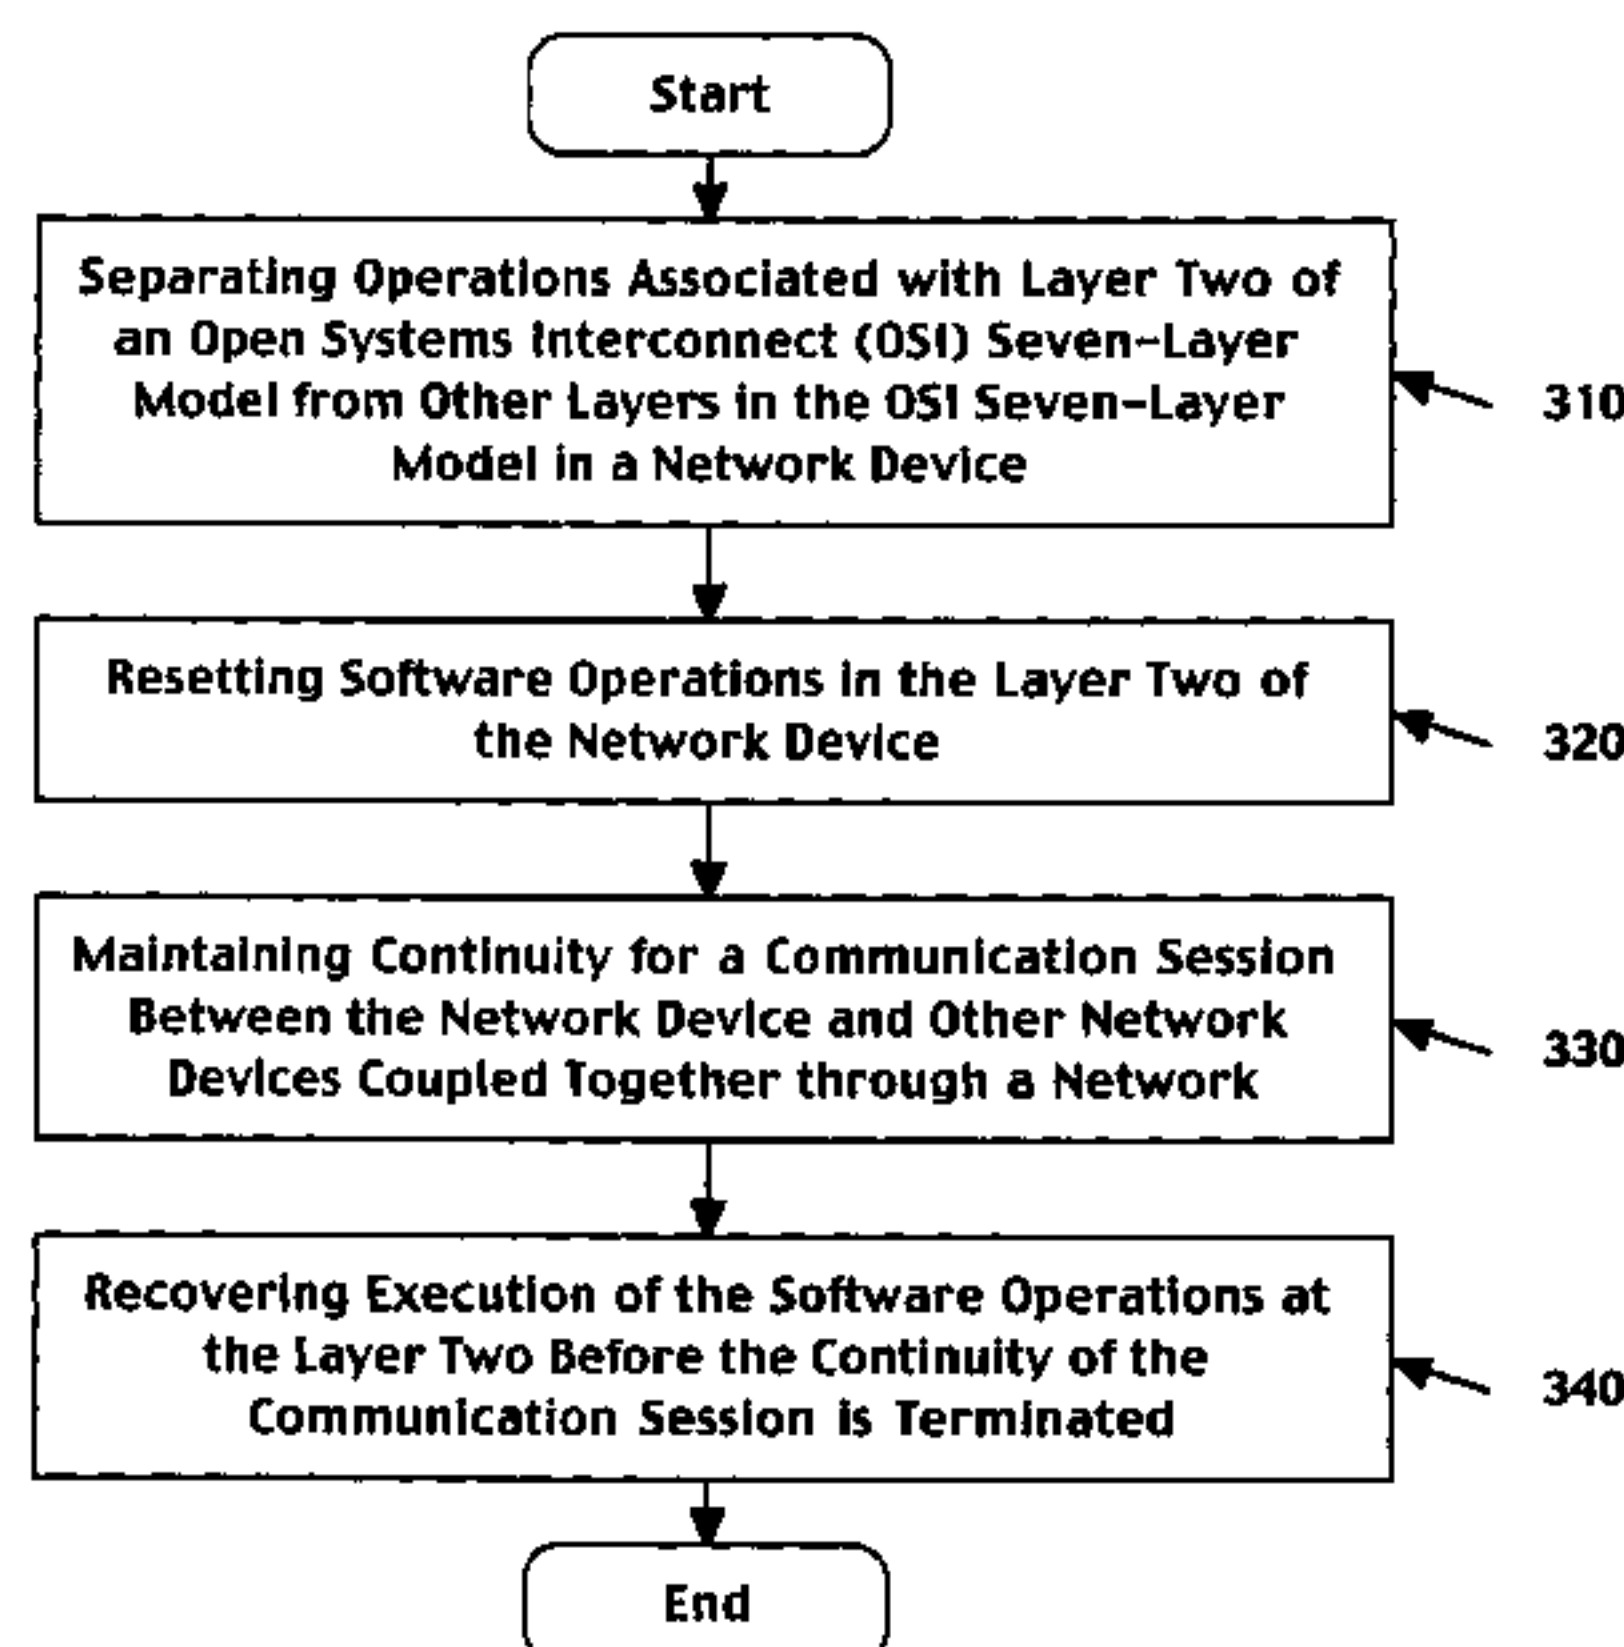 Start
Separating Operations Associated with Layer Two of
an Open Systems Interconnect (OSI) Seven-Layer
Model from Other Layers in the OSI Seven-Layer
Model in a Network Device
310
Resetting Software Operations in the Layer Two of
the Network Device
320
Maintaining Continuity for a Communication Session
Between the Network Device and Other Network
Devices Coupled Together through a Network
330
Recovering Execution of the Software Operations at
the Layer Two Before the Continuity of the
Communication Session is Terminated
340
End